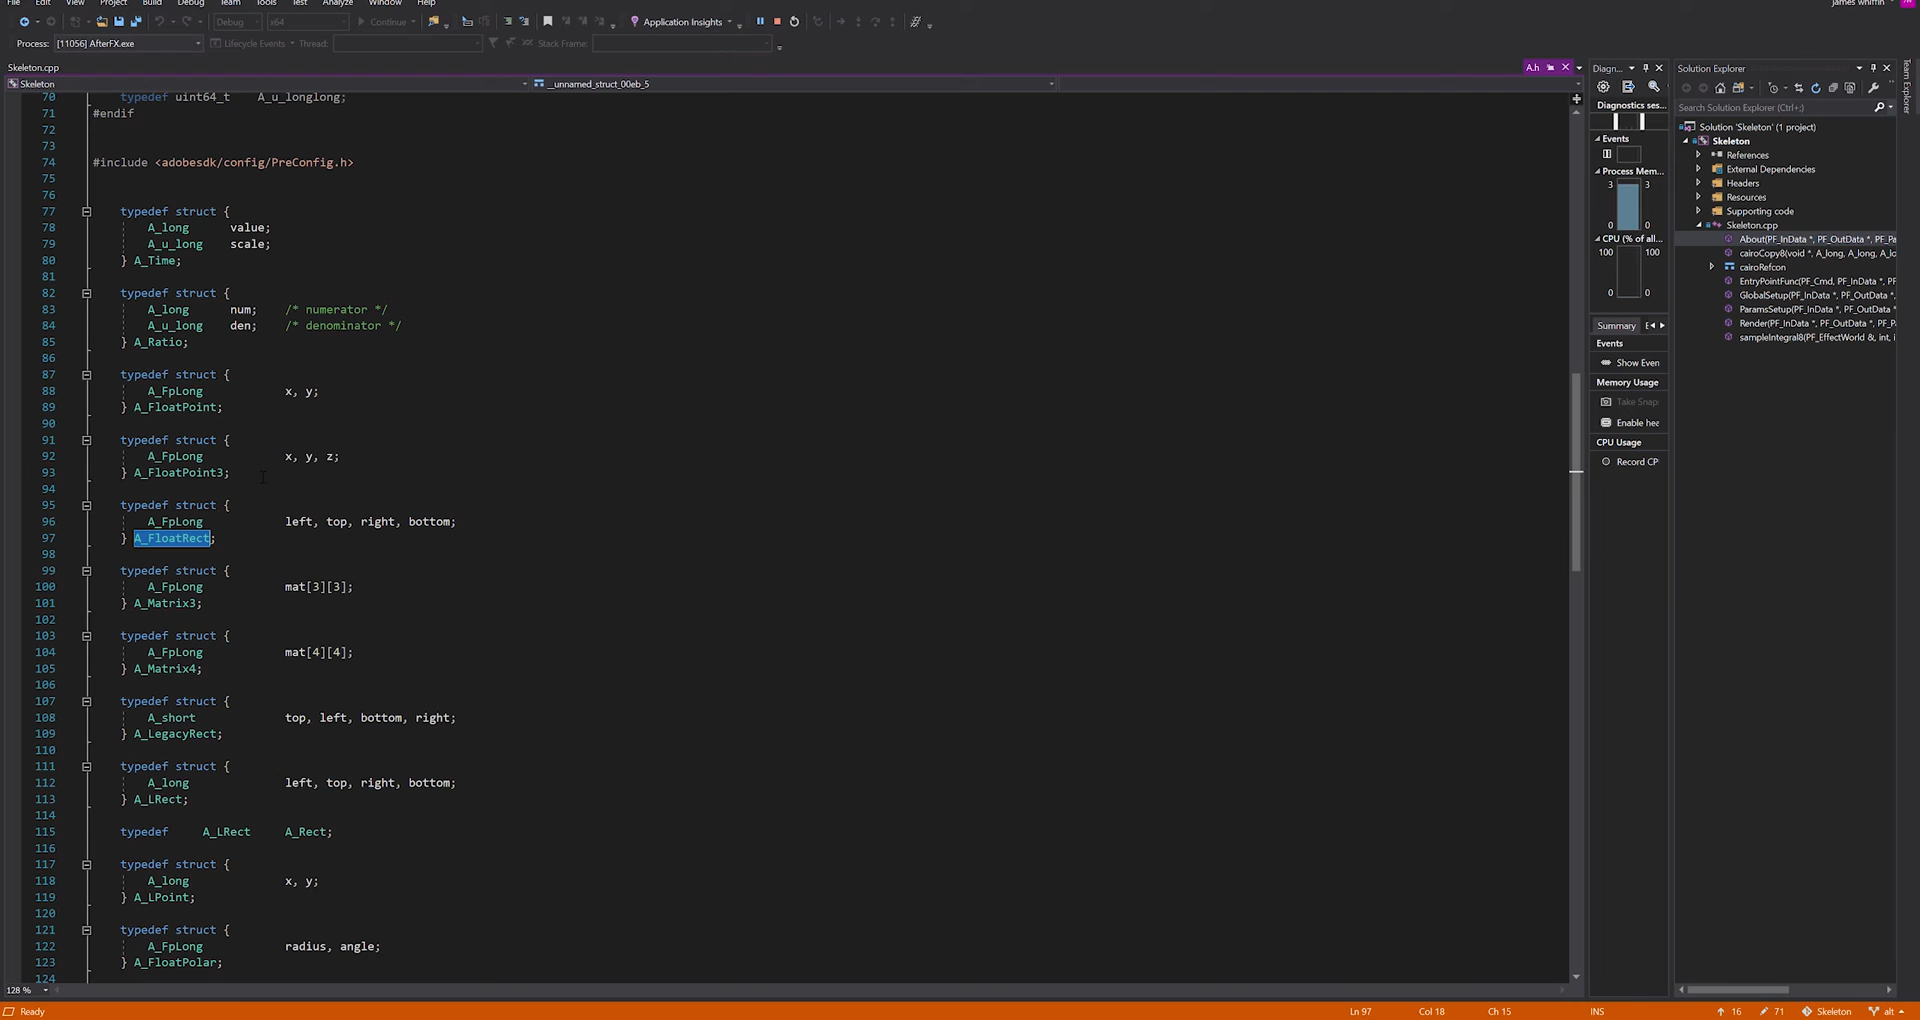 File Edit View Project Build Debug Team Tools Test Analyze Window Help
james whiffin
Debug x64 Continue Application Insights
Process: [11056] AfterFX.exe Lifecycle Events Thread: Stack Frame:
Skeleton.cpp
A.h
Skeleton __unnamed_struct_00eb_5
70 typedef uint64_t A_u_longlong;
71 #endif
72
73
74 #include <adobesdk/config/PreConfig.h>
75
76
77 typedef struct {
78 A_long value;
79 A_u_long scale;
80 } A_Time;
81
82 typedef struct {
83 A_long num; /* numerator */
84 A_u_long den; /* denominator */
85 } A_Ratio;
86
87 typedef struct {
88 A_FpLong x, y;
89 } A_FloatPoint;
90
91 typedef struct {
92 A_FpLong x, y, z;
93 } A_FloatPoint3;
94
95 typedef struct {
96 A_FpLong left, top, right, bottom;
97 } A_FloatRect;
98
99 typedef struct {
100 A_FpLong mat[3][3];
101 } A_Matrix3;
102
103 typedef struct {
104 A_FpLong mat[4][4];
105 } A_Matrix4;
106
107 typedef struct {
108 A_short top, left, bottom, right;
109 } A_LegacyRect;
110
111 typedef struct {
112 A_long left, top, right, bottom;
113 } A_LRect;
114
115 typedef A_LRect A_Rect;
116
117 typedef struct {
118 A_long x, y;
119 } A_LPoint;
120
121 typedef struct {
122 A_FpLong radius, angle;
123 } A_FloatPolar;
124
128 %
Diagn...
Diagnostics ses...
Events
Process Mem...
3 3
0 0
CPU (% of all...
100 100
0 0
Summary E
Events
Show Even
Memory Usage
Take Snap
Enable hea
CPU Usage
Record CP
Solution Explorer
Search Solution Explorer (Ctrl+;)
Solution 'Skeleton' (1 project)
Skeleton
References
External Dependencies
Headers
Resources
Supporting code
Skeleton.cpp
About(PF_InData *, PF_OutData *, PF_Pa
cairoCopy8(void *, A_long, A_long, A_lo
cairoRefcon
EntryPointFunc(PF_Cmd, PF_InData *, PF
GlobalSetup(PF_InData *, PF_OutData *,
ParamsSetup(PF_InData *, PF_OutData *,
Render(PF_InData *, PF_OutData *, PF_Pa
sampleIntegral8(PF_EffectWorld &, int, i
Team Explorer
Ready Ln 97 Col 18 Ch 15 INS 16 71 Skeleton alt